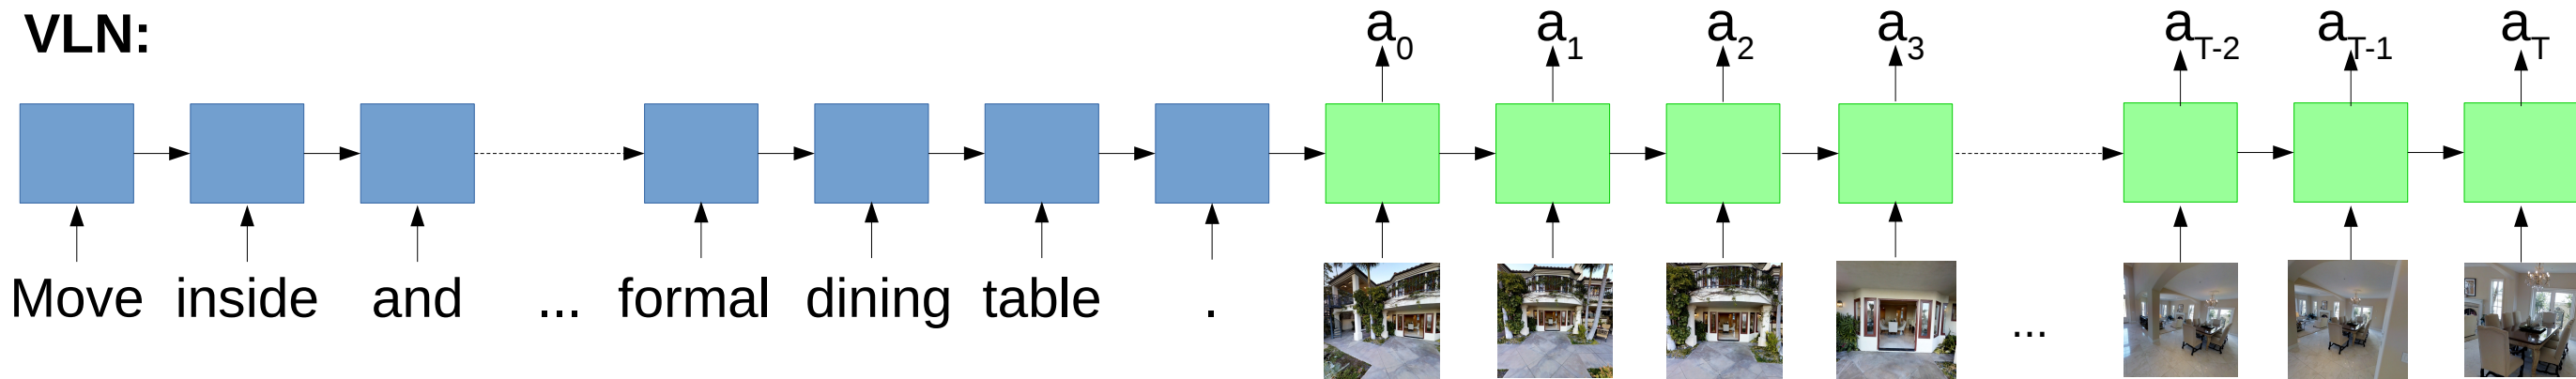 VLN:
a0 a1 a2 a3 aT-2 aT-1 aT
Move inside and ... formal dining table . ...